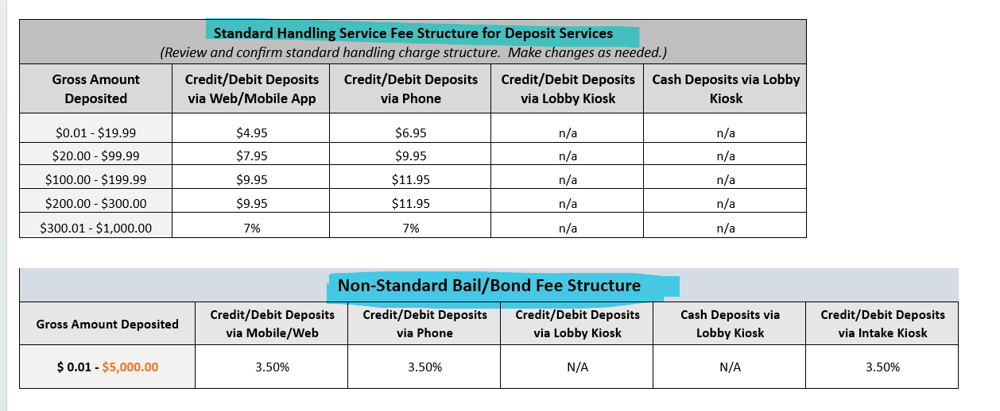 Standard Handling Service Fee Structure for Deposit Services
(Review and confirm standard handling charge structure.  Make changes as needed.)
Gross Amount Deposited | Credit/Debit Deposits via Web/Mobile App | Credit/Debit Deposits via Phone | Credit/Debit Deposits via Lobby Kiosk | Cash Deposits via Lobby Kiosk
$0.01 - $19.99 | $4.95 | $6.95 | n/a | n/a
$20.00 - $99.99 | $7.95 | $9.95 | n/a | n/a
$100.00 - $199.99 | $9.95 | $11.95 | n/a | n/a
$200.00 - $300.00 | $9.95 | $11.95 | n/a | n/a
$300.01 - $1,000.00 | 7% | 7% | n/a | n/a
Non-Standard Bail/Bond Fee Structure
Gross Amount Deposited | Credit/Debit Deposits via Mobile/Web | Credit/Debit Deposits via Phone | Credit/Debit Deposits via Lobby Kiosk | Cash Deposits via Lobby Kiosk | Credit/Debit Deposits via Intake Kiosk
$ 0.01 - $5,000.00 | 3.50% | 3.50% | N/A | N/A | 3.50%